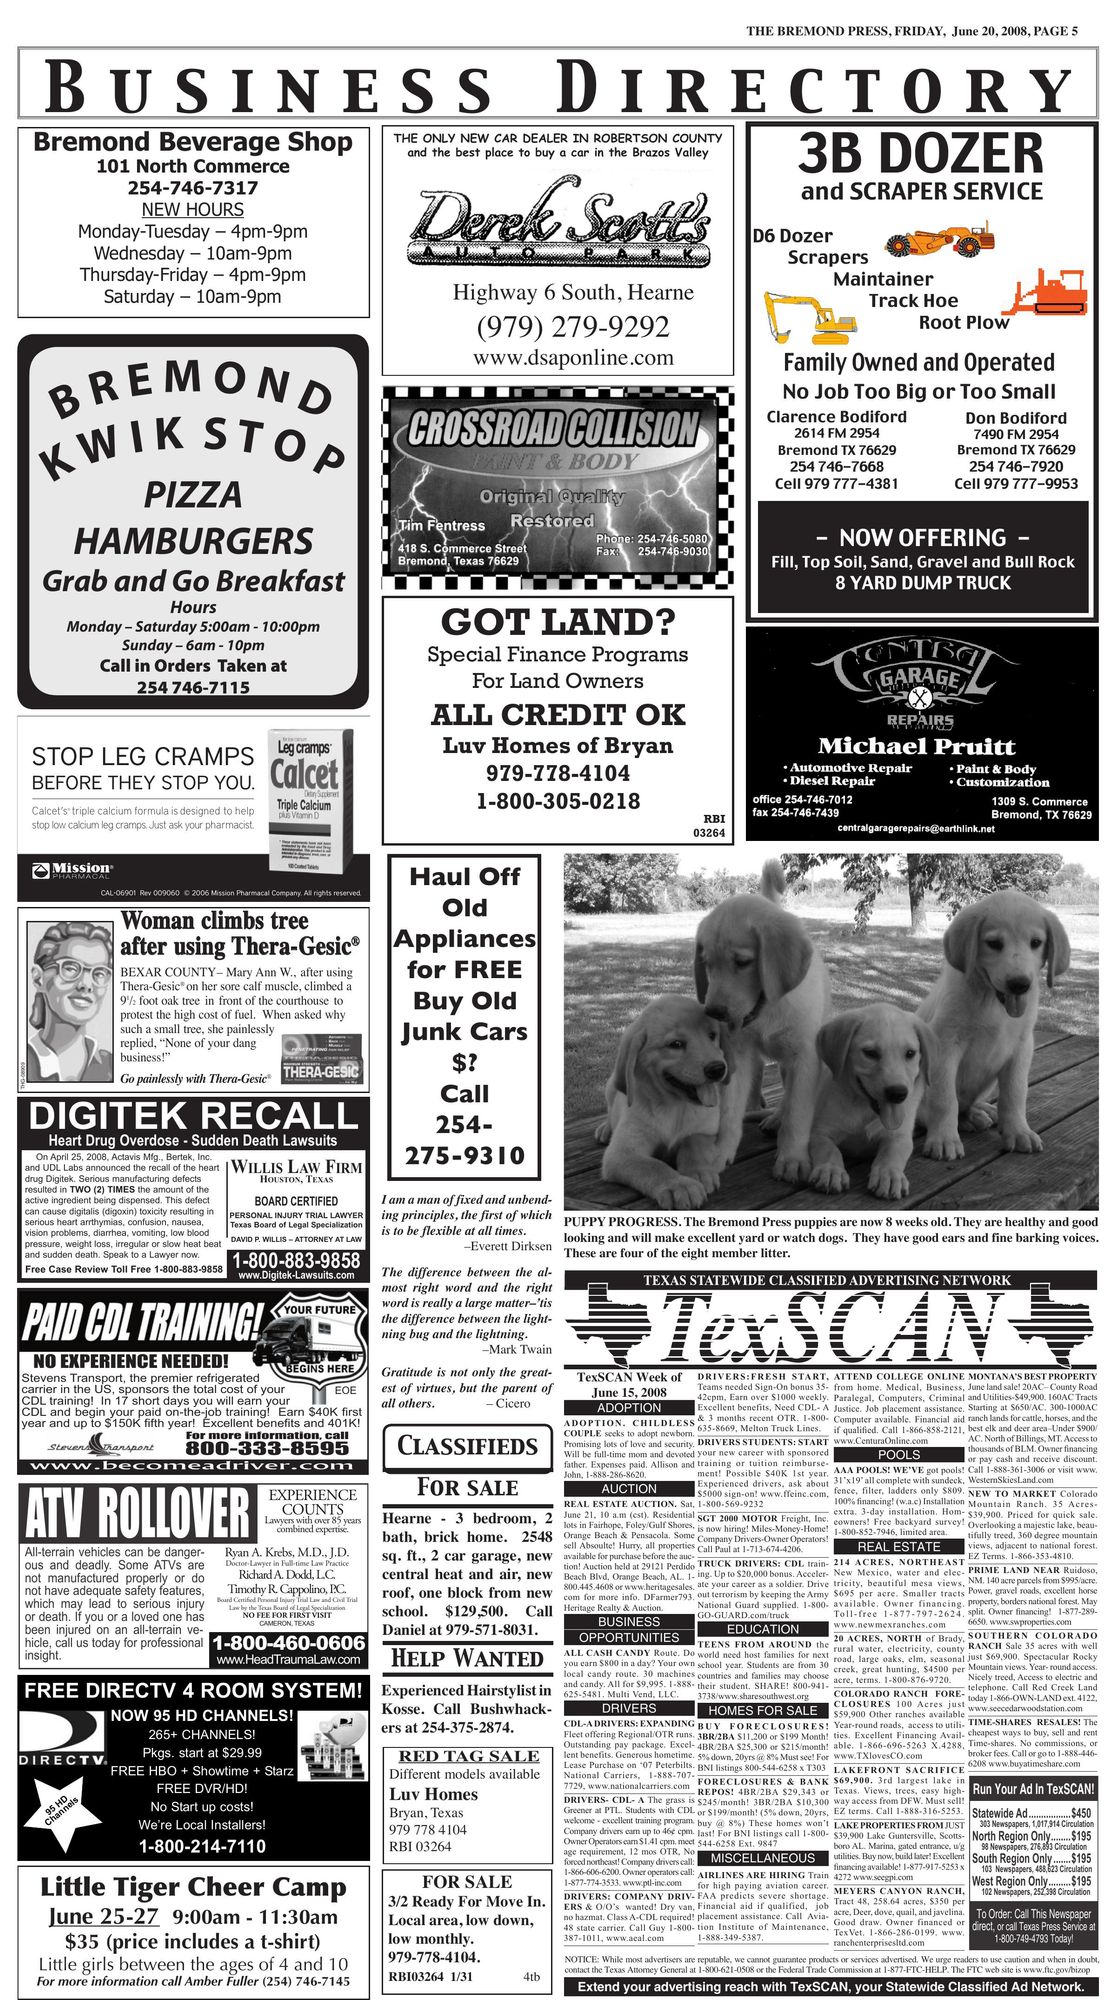 THE BREMOND PRESS, FRIDAY, June 20, 2008, PAGE 5
BUSINESS DIRECTORY
Bremond Beverage Shop
101 North Commerce
254-746-7317
NEW HOURS
Monday-Tuesday – 4pm-9pm
Wednesday – 10am-9pm
Thursday-Friday – 4pm-9pm
Saturday – 10am-9pm
BREMOND
KWIK STOP
PIZZA
HAMBURGERS
Grab and Go Breakfast
Hours
Monday – Saturday 5:00am - 10:00pm
Sunday – 6am - 10pm
Call in Orders Taken at
254 746-7115
STOP LEG CRAMPS
BEFORE THEY STOP YOU.
Calcet's® triple calcium formula is designed to help
stop low calcium leg cramps. Just ask your pharmacist.
Leg cramps
Calcet
Dietary Supplement
Triple Calcium
plus Vitamin D
100 Coated Tablets
Mission®
PHARMACAL
CAL-06901 Rev 009060 © 2006 Mission Pharmacal Company. All rights reserved.
Woman climbs tree
after using Thera-Gesic®
BEXAR COUNTY– Mary Ann W., after using
Thera-Gesic® on her sore calf muscle, climbed a
9½ foot oak tree in front of the courthouse to
protest the high cost of fuel. When asked why
such a small tree, she painlessly
replied, “None of your dang
business!”
Go painlessly with Thera-Gesic®
THERA-GESIC
DIGITEK RECALL
Heart Drug Overdose - Sudden Death Lawsuits
On April 25, 2008, Actavis Mfg., Bertek, Inc.
and UDL Labs announced the recall of the heart
drug Digitek. Serious manufacturing defects
resulted in TWO (2) TIMES the amount of the
active ingredient being dispensed. This defect
can cause digitalis (digoxin) toxicity resulting in
serious heart arrthymias, confusion, nausea,
vision problems, diarrhea, vomiting, low blood
pressure, weight loss, irregular or slow heat beat
and sudden death. Speak to a Lawyer now.
Free Case Review Toll Free 1-800-883-9858
WILLIS LAW FIRM
HOUSTON, TEXAS
BOARD CERTIFIED
PERSONAL INJURY TRIAL LAWYER
Texas Board of Legal Specialization
DAVID P. WILLIS – ATTORNEY AT LAW
1-800-883-9858
www.Digitek-Lawsuits.com
PAID CDL TRAINING!
YOUR FUTURE
BEGINS HERE
NO EXPERIENCE NEEDED!
Stevens Transport, the premier refrigerated
carrier in the US, sponsors the total cost of your
CDL training! In 17 short days you will earn your
CDL and begin your paid on-the-job training! Earn $40K first
year and up to $150K fifth year! Excellent benefits and 401K!
EOE
Stevens Transport
For more information, call
800-333-8595
www.becomeadriver.com
ATV ROLLOVER
EXPERIENCE
COUNTS
Lawyers with over 85 years
combined expertise.
All-terrain vehicles can be danger-
ous and deadly. Some ATVs are
not manufactured properly or do
not have adequate safety features,
which may lead to serious injury
or death. If you or a loved one has
been injured on an all-terrain ve-
hicle, call us today for professional
insight.
Ryan A. Krebs, M.D., J.D.
Doctor-Lawyer in Full-time Law Practice
Richard A. Dodd, L.C.
Timothy R. Cappolino, P.C.
Board Certified Personal Injury Trial Law and Civil Trial
Law by the Texas Board of Legal Specialization
NO FEE FOR FIRST VISIT
CAMERON, TEXAS
1-800-460-0606
www.HeadTraumaLaw.com
FREE DIRECTV 4 ROOM SYSTEM!
DIRECTV
95 HD
Channels
NOW 95 HD CHANNELS!
265+ CHANNELS!
Pkgs. start at $29.99
FREE HBO + Showtime + Starz
FREE DVR/HD!
No Start up costs!
We're Local Installers!
1-800-214-7110
Little Tiger Cheer Camp
June 25-27 9:00am - 11:30am
$35 (price includes a t-shirt)
Little girls between the ages of 4 and 10
For more information call Amber Fuller (254) 746-7145
THE ONLY NEW CAR DEALER IN ROBERTSON COUNTY
and the best place to buy a car in the Brazos Valley
Derek Scott's
AUTO PARK
Highway 6 South, Hearne
(979) 279-9292
www.dsaponline.com
CROSSROAD COLLISION
PAINT & BODY
Original Quality
Restored
Tim Fentress
418 S. Commerce Street
Bremond, Texas 76629
Phone: 254-746-5080
Fax: 254-746-9030
GOT LAND?
Special Finance Programs
For Land Owners
ALL CREDIT OK
Luv Homes of Bryan
979-778-4104
1-800-305-0218
RBI
03264
Haul Off
Old
Appliances
for FREE
Buy Old
Junk Cars
$?
Call
254-
275-9310
I am a man of fixed and unbend-
ing principles, the first of which
is to be flexible at all times.
–Everett Dirksen
The difference between the al-
most right word and the right
word is really a large matter–'tis
the difference between the light-
ning bug and the lightning.
–Mark Twain
Gratitude is not only the great-
est of virtues, but the parent of
all others. – Cicero
CLASSIFIEDS
FOR SALE
Hearne - 3 bedroom, 2
bath, brick home. 2548
sq. ft., 2 car garage, new
central heat and air, new
roof, one block from new
school. $129,500. Call
Daniel at 979-571-8031.
HELP WANTED
Experienced Hairstylist in
Kosse. Call Bushwhack-
ers at 254-375-2874.
RED TAG SALE
Different models available
Luv Homes
Bryan, Texas
979 778 4104
RBI 03264
FOR SALE
3/2 Ready For Move In.
Local area, low down,
low monthly.
979-778-4104.
RBI03264 1/31 4tb
3B DOZER
and SCRAPER SERVICE
D6 Dozer
Scrapers
Maintainer
Track Hoe
Root Plow
Family Owned and Operated
No Job Too Big or Too Small
Clarence Bodiford
2614 FM 2954
Bremond TX 76629
254 746-7668
Cell 979 777-4381
Don Bodiford
7490 FM 2954
Bremond TX 76629
254 746-7920
Cell 979 777-9953
- NOW OFFERING -
Fill, Top Soil, Sand, Gravel and Bull Rock
8 YARD DUMP TRUCK
CENTRAL
GARAGE
REPAIRS
Michael Pruitt
• Automotive Repair
• Diesel Repair
• Paint & Body
• Customization
office 254-746-7012
fax 254-746-7439
1309 S. Commerce
Bremond, TX 76629
centralgaragerepairs@earthlink.net
PUPPY PROGRESS. The Bremond Press puppies are now 8 weeks old. They are healthy and good
looking and will make excellent yard or watch dogs. They have good ears and fine barking voices.
These are four of the eight member litter.
TEXAS STATEWIDE CLASSIFIED ADVERTISING NETWORK
TexSCAN
TexSCAN Week of
June 15, 2008
ADOPTION
ADOPTION. CHILDLESS
COUPLE seeks to adopt newborn.
Promising lots of love and security.
Will be full-time mom and devoted
father. Expenses paid. Allison and
John, 1-888-286-8620.
AUCTION
REAL ESTATE AUCTION. Sat,
June 21, 10 a.m (cst). Residential
lots in Fairhope, Foley/Gulf Shores,
Orange Beach & Pensacola. Some
sell Absoulte! Hurry, all properties
available for purchase before the auc-
tion! Auction held at 29121 Perdido
Beach Blvd, Orange Beach, AL. 1-
800.445.4608 or www.heritagesales.
com for more info. DFarmer793.
Heritage Realty & Auction.
BUSINESS
OPPORTUNITIES
ALL CASH CANDY Route. Do
you earn $800 in a day? Your own
local candy route. 30 machines
and candy. All for $9,995. 1-888-
625-5481. Multi Vend, LLC.
DRIVERS
CDL-A DRIVERS: EXPANDING
Fleet offering Regional/OTR runs.
Outstanding pay package. Excel-
lent benefits. Generous hometime.
Lease Purchase on '07 Peterbilts.
National Carriers, 1-888-707-
7729, www.nationalcarriers.com
DRIVERS- CDL- A The grass is
Greener at PTL. Students with CDL
welcome - excellent training program.
Company drivers earn up to 46¢ cpm.
Owner Operators earn $1.41 cpm. meet
age requirement, 12 mos OTR, No
forced northeast! Company drivers call:
1-866-606-6200. Owner operators call:
1-877-774-3533. www.ptl-inc.com
DRIVERS: COMPANY DRIV-
ERS & O/O's wanted! Dry van,
no hazmat. Class A-CDL required!
48 state carrier. Call Guy 1-800-
387-1011, www.aeal.com
DRIVERS:FRESH START,
Teams needed Sign-On bonus 35-
42cpm, Earn over $1000 weekly.
Excellent benefits, Need CDL- A
& 3 months recent OTR. 1-800-
635-8669, Melton Truck Lines.
DRIVERS STUDENTS: START
your new career with sponsored
training or tuition reimburse-
ment! Possible $40K 1st year.
Experienced drivers, ask about
$5000 sign-on! www.ffeinc.com,
1-800-569-9232
SGT 2000 MOTOR Freight, Inc.
is now hiring! Miles-Money-Home!
Company Drivers-Owner Operators!
Call Paul at 1-713-674-4206.
TRUCK DRIVERS: CDL train-
ing. Up to $20,000 bonus. Acceler-
ate your career as a soldier. Drive
out terrorism by keeping the Army
National Guard supplied. 1-800-
GO-GUARD.com/truck
EDUCATION
TEENS FROM AROUND the
world need host families for next
school year. Students are from 30
countries and families may choose
their student. SHARE! 800-941-
3738/www.sharesouthwest.org
HOMES FOR SALE
BUY FORECLOSURES!
3BR/2BA $11,200 or $199 Month!
4BR/2BA $25,300 or $215/month!
5% down, 20yrs @ 8% Must see! For
BNI listings 800-544-6258 x T303
FORECLOSURES & BANK
REPOS! 4BR/2BA $29,343 or
$245/month! 3BR/2BA $10,300
or $199/month! (5% down, 20yrs,
buy @ 8%) These homes won't
last! For BNI listings call 1-800-
544-6258 Ext. 9847
MISCELLANEOUS
AIRLINES ARE HIRING Train
for high paying aviation career.
FAA predicts severe shortage.
Financial aid if qualified, job
placement assistance. Call Avia-
tion Institute of Maintenance,
1-888-349-5387.
ATTEND COLLEGE ONLINE
from home. Medical, Business,
Paralegal, Computers, Criminal
Justice. Job placement assistance.
Computer available. Financial aid
if qualified. Call 1-866-858-2121,
www.CenturaOnline.com
POOLS
AAA POOLS! WE'VE got pools!
31'x19' all complete with sundeck,
fence, filter, ladders only $809.
100% financing! (w.a.c) Installation
extra. 3-day installation. Hom-
eowners! Free backyard survey!
1-800-852-7946, limited area.
REAL ESTATE
214 ACRES, NORTHEAST
New Mexico, water and elec-
tricity, beautiful mesa views,
$695 per acre. Smaller tracts
available. Owner financing.
Toll-free 1-877-797-2624.
www.newmexranches.com
20 ACRES, NORTH of Brady,
rural water, electricity, county
road, large oaks, elm, seasonal
creek, great hunting, $4500 per
acre, terms. 1-800-876-9720.
COLORADO RANCH FORE-
CLOSURES 100 Acres just
$59,900 Other ranches available
Year-round roads, access to utili-
ties. Excellent Financing Avail-
able. 1-866-696-5263 X.4288,
www.TXlovesCO.com
LAKEFRONT SACRIFICE
$69,900. 3rd largest lake in
Texas. Views, trees, easy high-
way access from DFW. Must sell!
EZ terms. Call 1-888-316-5253.
LAKE PROPERTIES FROM JUST
$39,900 Lake Guntersville, Scotts-
boro AL. Marina, gated entrance, u/g
utilities. Buy now, build later! Excellent
financing available! 1-877-917-5253 x
4272 www.seegpi.com
MEYERS CANYON RANCH,
Tract 48, 258.64 acres, $350 per
acre, Deer, dove, quail, and javelina.
Good draw. Owner financed or
TexVet. 1-866-286-0199. www.
ranchenterprisesltd.com
MONTANA'S BEST PROPERTY
June land sale! 20AC– County Road
and Utilities-$49,900. 160AC Tracts
Starting at $650/AC. 300-1000AC
ranch lands for cattle, horses, and the
best elk and deer area–Under $900/
AC. North of Billings, MT. Access to
thousands of BLM. Owner financing
or pay cash and receive discount.
Call 1-888-361-3006 or visit www.
WesternSkiesLand.com
NEW TO MARKET Colorado
Mountain Ranch. 35 Acres-
$39,900. Priced for quick sale.
Overlooking a majestic lake, beau-
tifully treed, 360 degree mountain
views, adjacent to national forest.
EZ Terms. 1-866-353-4810.
PRIME LAND NEAR Ruidoso,
NM. 140 acre parcels from $995/acre.
Power, gravel roads, excellent horse
property, borders national forest. May
split. Owner financing! 1-877-289-
6650. www.swproperties.com
SOUTHERN COLORADO
RANCH Sale 35 acres with well
just $69,900. Spectacular Rocky
Mountain views. Year- round access.
Nicely treed, Access to electric and
telephone. Call Red Creek Land
today 1-866-OWN-LAND ext. 4122,
www.seecedarwoodstation.com
TIME-SHARES RESALES! The
cheapest ways to buy, sell and rent
Time-shares. No commissions, or
broker fees. Call or go to 1-888-446-
6208 www.buyatimeshare.com
Run Your Ad In TexSCAN!
Statewide Ad.................$450
303 Newspapers, 1,017,914 Circulation
North Region Only........$195
98 Newspapers, 276,893 Circulation
South Region Only......$195
103 Newspapers, 488,623 Circulation
West Region Only.........$195
102 Newspapers, 252,398 Circulation
To Order: Call This Newspaper
direct, or call Texas Press Service at
1-800-749-4793 Today!
NOTICE: While most advertisers are reputable, we cannot guarantee products or services advertised. We urge readers to use caution and when in doubt,
contact the Texas Attorney General at 1-800-621-0508 or the Federal Trade Commission at 1-877-FTC-HELP. The FTC web site is www.ftc.gov/bizop
Extend your advertising reach with TexSCAN, your Statewide Classified Ad Network.